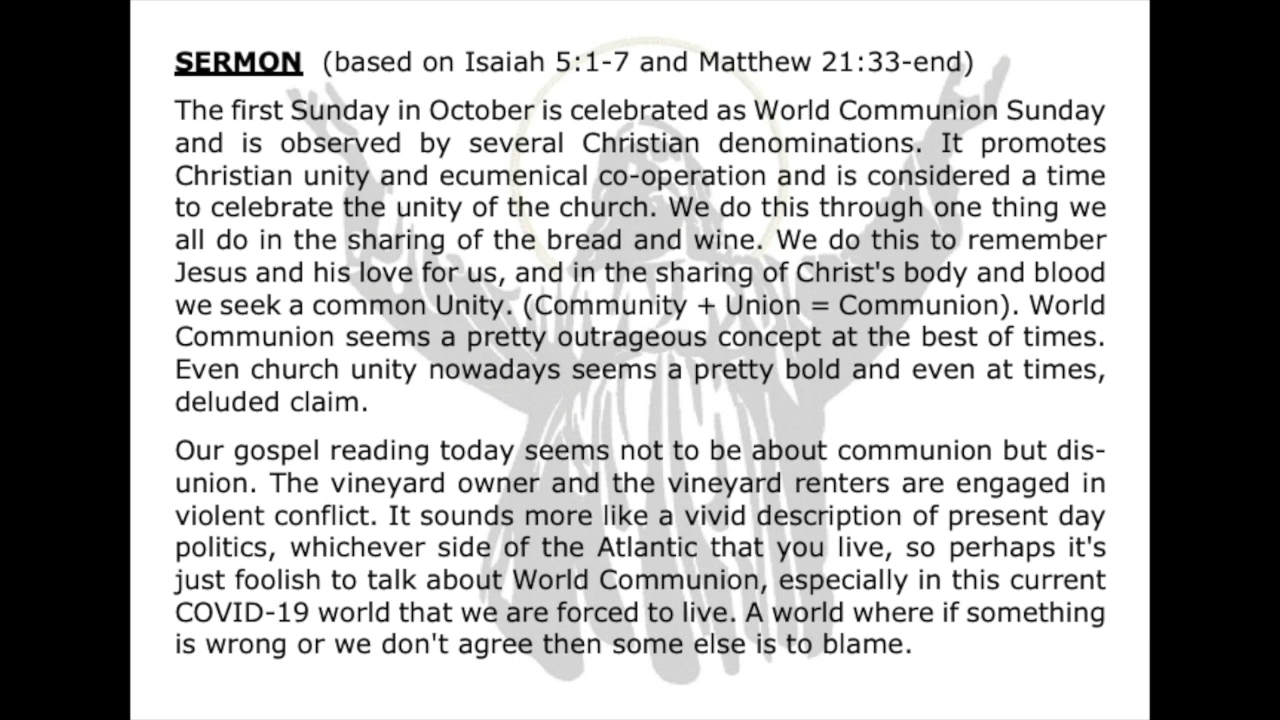 SERMON (based on Isaiah 5:1-7 and Matthew 21:33-end)
The first Sunday in October is celebrated as World Communion Sunday
and is observed by several Christian denominations. It promotes
Christian unity and ecumenical co-operation and is considered a time
to celebrate the unity of the church. We do this through one thing we
all do in the sharing of the bread and wine. We do this to remember
Jesus and his love for us, and in the sharing of Christ's body and blood
we seek a common Unity. (Community + Union = Communion). World
Communion seems a pretty outrageous concept at the best of times.
Even church unity nowadays seems a pretty bold and even at times,
deluded claim.
Our gospel reading today seems not to be about communion but dis-
union. The vineyard owner and the vineyard renters are engaged in
violent conflict. It sounds more like a vivid description of present day
politics, whichever side of the Atlantic that you live, so perhaps it's
just foolish to talk about World Communion, especially in this current
COVID-19 world that we are forced to live. A world where if something
is wrong or we don't agree then some else is to blame.